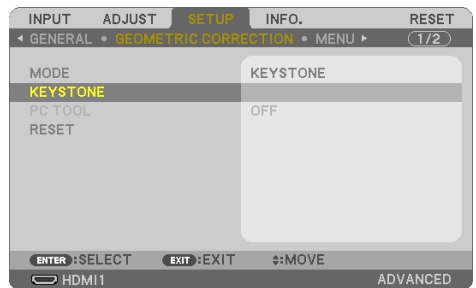 INPUT ADJUST SETUP INFO. RESET
GENERAL • GEOMETRIC CORRECTION • MENU 1/2
MODE KEYSTONE
KEYSTONE
PC TOOL OFF
RESET
ENTER :SELECT EXIT :EXIT :MOVE
HDMI1 ADVANCED